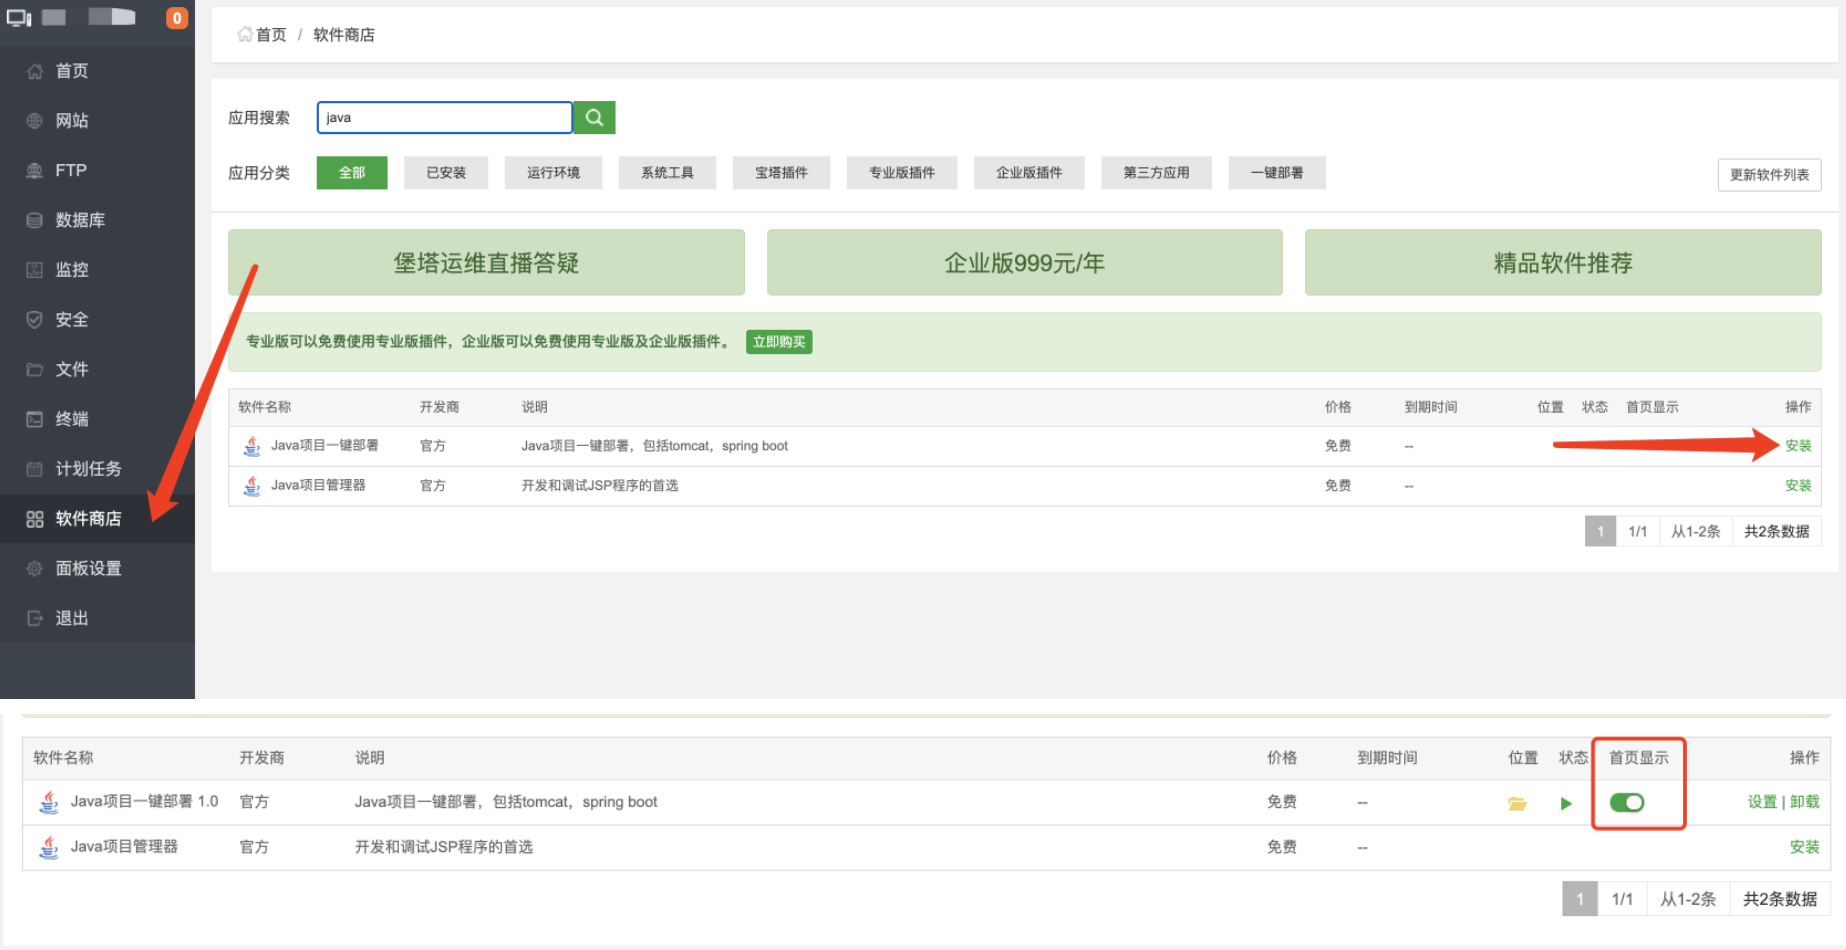 0
首页
网站
FTP
数据库
监控
安全
文件
终端
计划任务
软件商店
面板设置
退出
首页 / 软件商店
应用搜索 java
应用分类 全部 已安装 运行环境 系统工具 宝塔插件 专业版插件 企业版插件 第三方应用 一键部署 更新软件列表
堡塔运维直播答疑 企业版999元/年 精品软件推荐
专业版可以免费使用专业版插件，企业版可以免费使用专业版及企业版插件。 立即购买
软件名称 开发商 说明 价格 到期时间 位置 状态 首页显示 操作
Java项目一键部署 官方 Java项目一键部署，包括tomcat，spring boot 免费 -- 安装
Java项目管理器 官方 开发和调试JSP程序的首选 免费 -- 安装
1 1/1 从1-2条 共2条数据
软件名称 开发商 说明 价格 到期时间 位置 状态 首页显示 操作
Java项目一键部署 1.0 官方 Java项目一键部署，包括tomcat，spring boot 免费 -- 设置 | 卸载
Java项目管理器 官方 开发和调试JSP程序的首选 免费 -- 安装
1 1/1 从1-2条 共2条数据